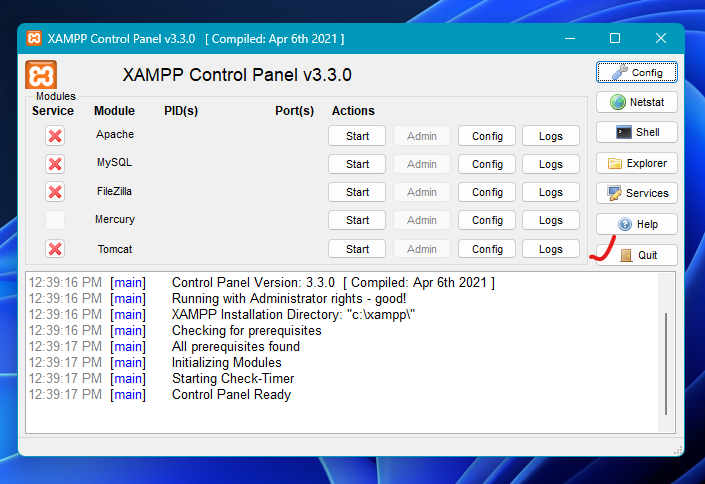 XAMPP Control Panel v3.3.0 [ Compiled: Apr 6th 2021 ]
XAMPP Control Panel v3.3.0
Config
Modules
Service Module PID(s) Port(s) Actions
Netstat
Apache Start Admin Config Logs
Shell
MySQL Start Admin Config Logs
Explorer
FileZilla Start Admin Config Logs
Services
Mercury Start Admin Config Logs
Help
Tomcat Start Admin Config Logs
Quit
12:39:16 PM [main] Control Panel Version: 3.3.0 [ Compiled: Apr 6th 2021 ]
12:39:16 PM [main] Running with Administrator rights - good!
12:39:16 PM [main] XAMPP Installation Directory: "c:\xampp\"
12:39:16 PM [main] Checking for prerequisites
12:39:17 PM [main] All prerequisites found
12:39:17 PM [main] Initializing Modules
12:39:17 PM [main] Starting Check-Timer
12:39:17 PM [main] Control Panel Ready